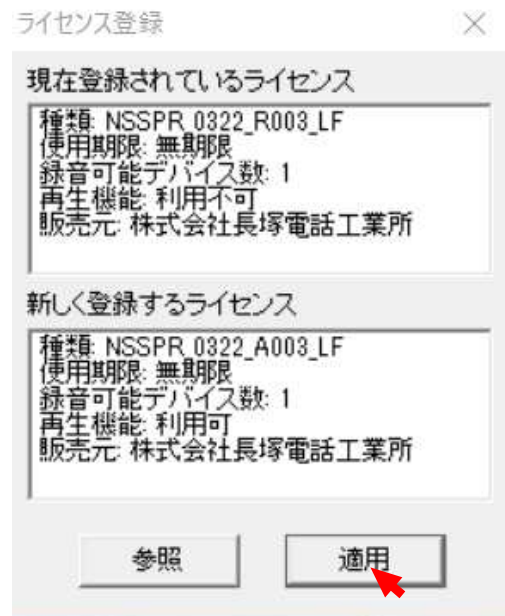 ライセンス登録
現在登録されているライセンス
種類: NSSPR_0322_R003_LF
使用期限: 無期限
録音可能デバイス数: 1
再生機能: 利用不可
販売元: 株式会社長塚電話工業所
新しく登録するライセンス
種類: NSSPR_0322_A003_LF
使用期限: 無期限
録音可能デバイス数: 1
再生機能: 利用可
販売元: 株式会社長塚電話工業所
参照
適用